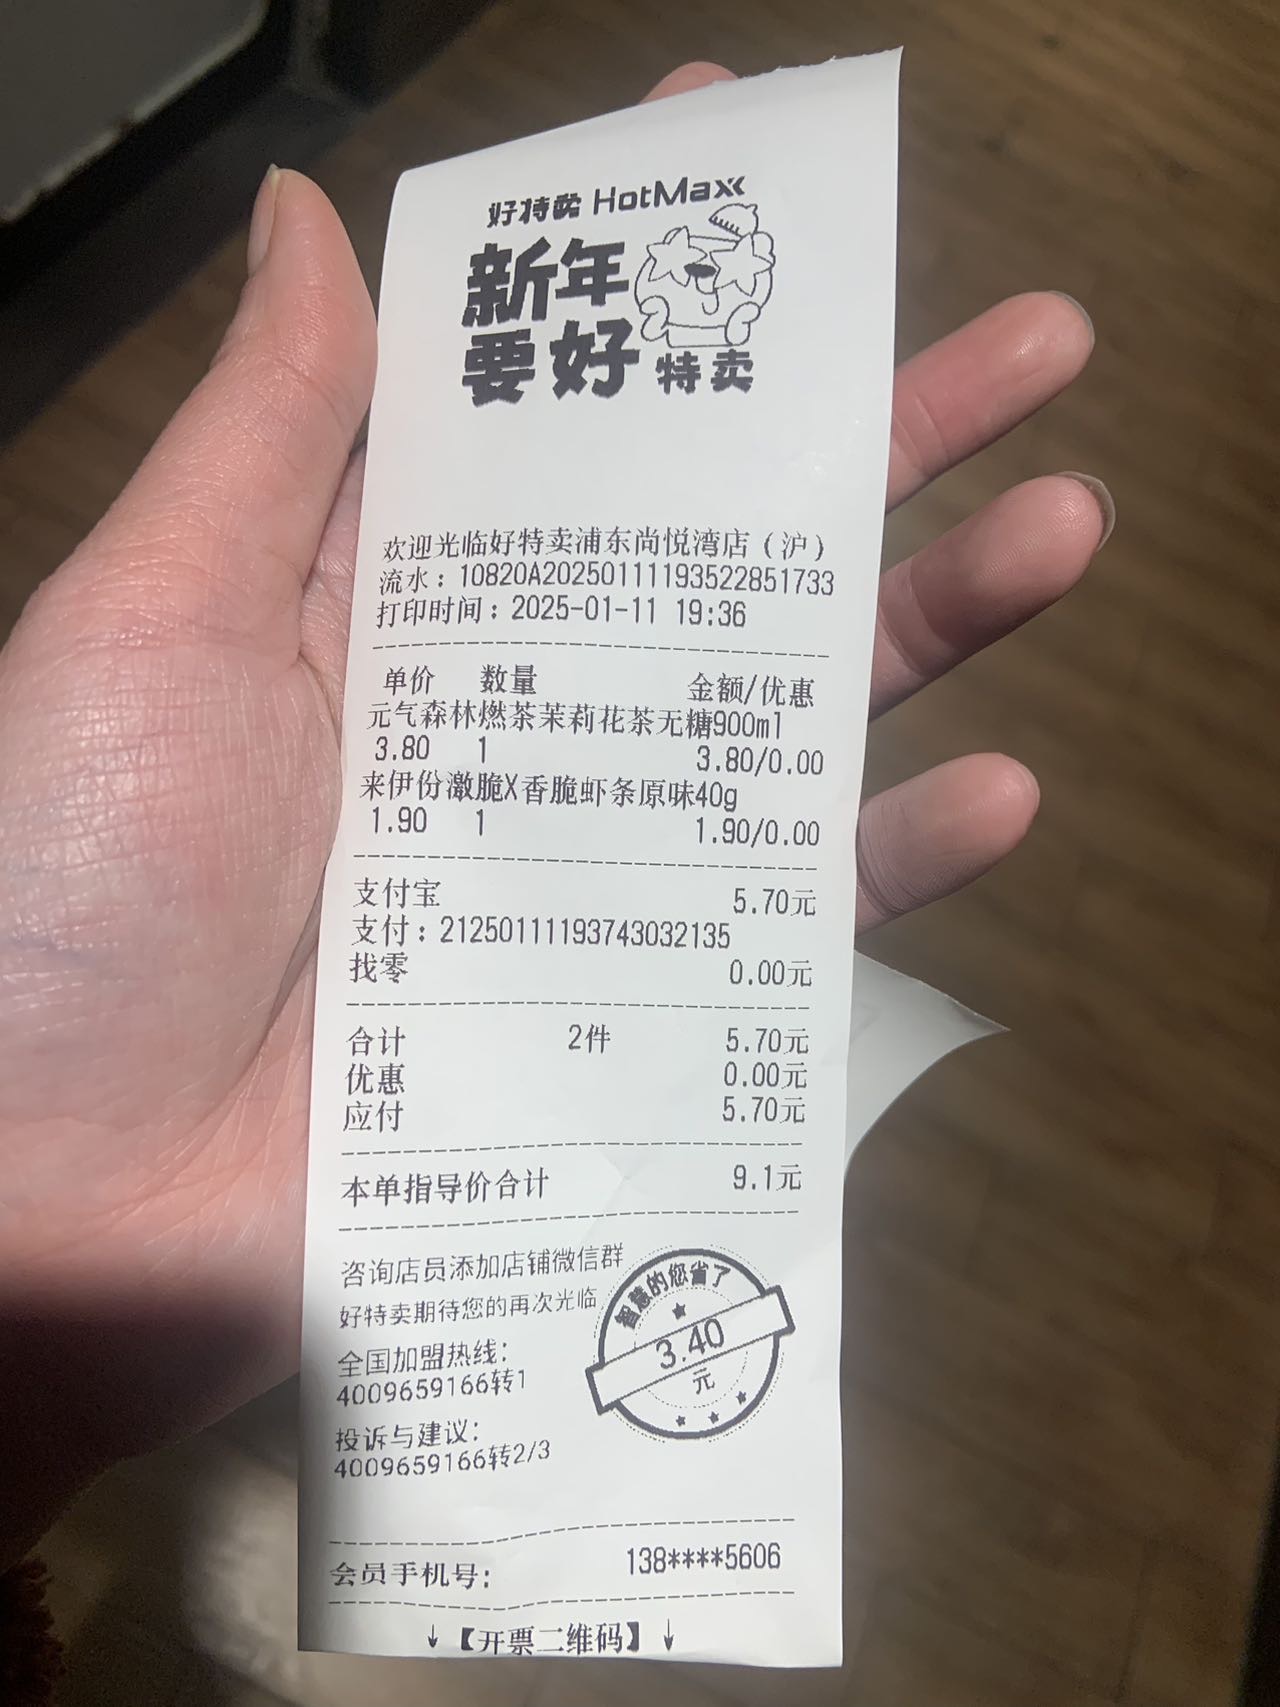 好特卖 HotMaxx
新年
要好 特卖
欢迎光临好特卖浦东尚悦湾店（沪）
流水：10820A20250111193522851733
打印时间：2025-01-11 19:36
单价 数量 金额/优惠
元气森林燃茶茉莉花茶无糖900ml
3.80 1 3.80/0.00
来伊份激脆X香脆虾条原味40g
1.90 1 1.90/0.00
支付宝 5.70元
支付：21250111193743032135
找零 0.00元
合计 2件 5.70元
优惠 0.00元
应付 5.70元
本单指导价合计 9.1元
咨询店员添加店铺微信群
好特卖期待您的再次光临
全国加盟热线：
4009659166转1
投诉与建议：
4009659166转2/3
智慧的您省了
3.40
元
会员手机号： 138****5606
↓【开票二维码】↓